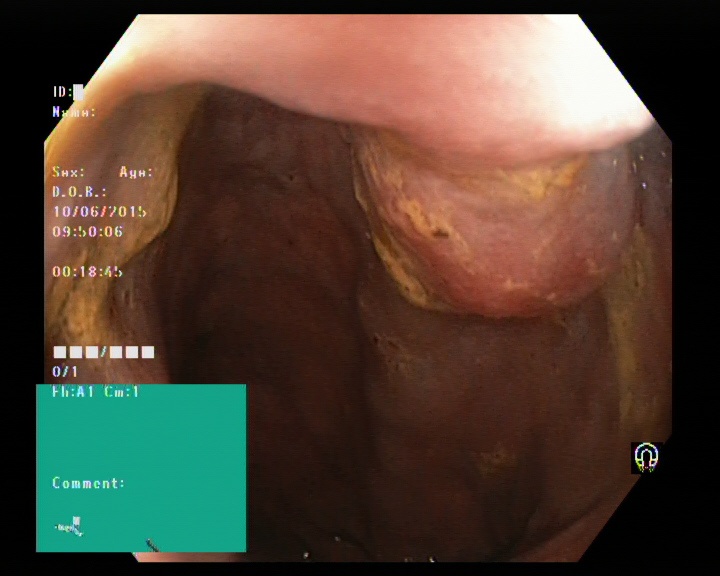 ID:
Name:
Sex: Age:
D.O.B.:
10/06/2015
09:50:06
00:18:45
■■■/■■■
0/1
Eh:A1 Cm:1
Comment: